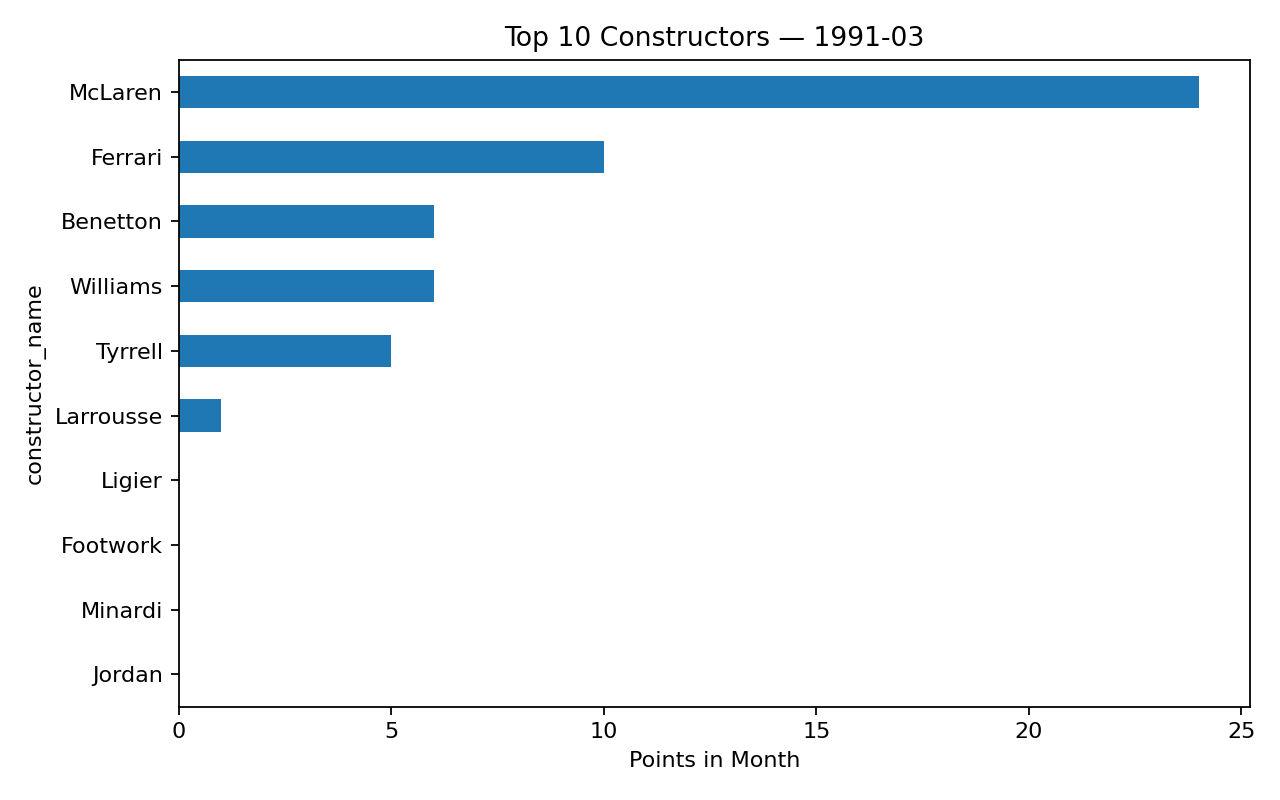 Top 10 Constructors — 1991-03
McLaren
Ferrari
Benetton
Williams
Tyrrell
Larrousse
Ligier
Footwork
Minardi
Jordan
constructor_name
0 5 10 15 20 25
Points in Month